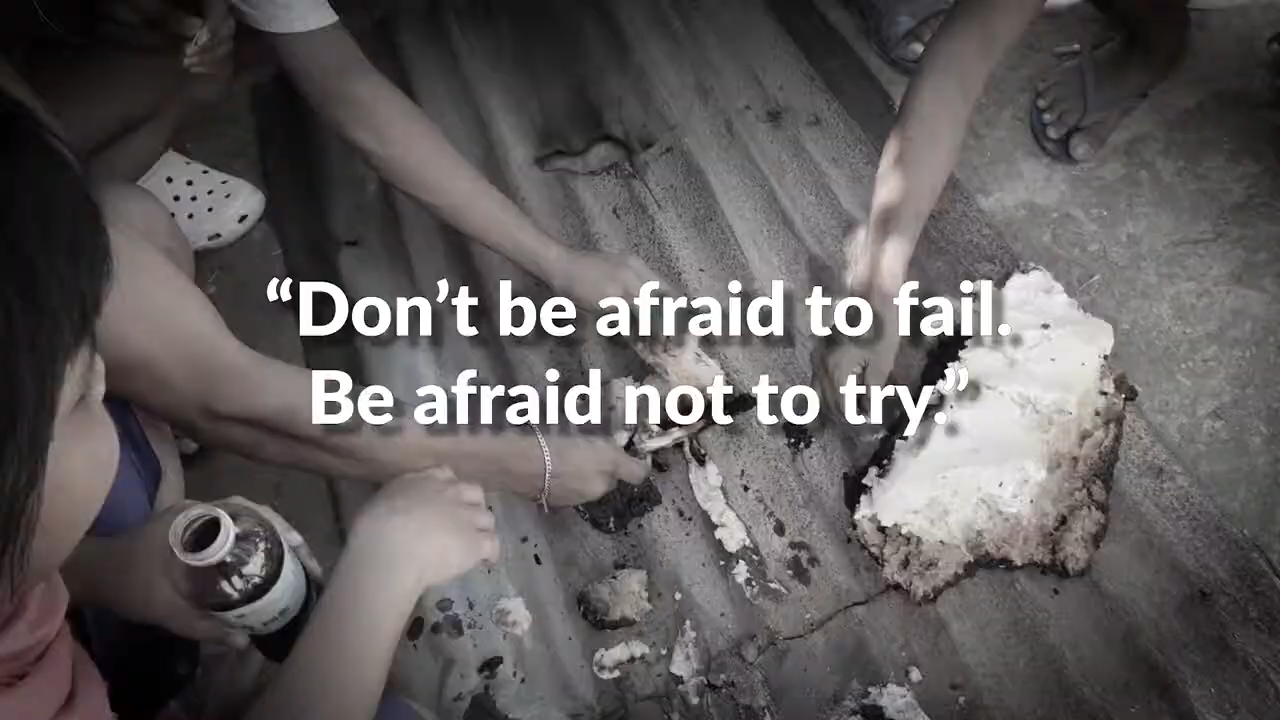 “Don’t be afraid to fail.
Be afraid not to try.”